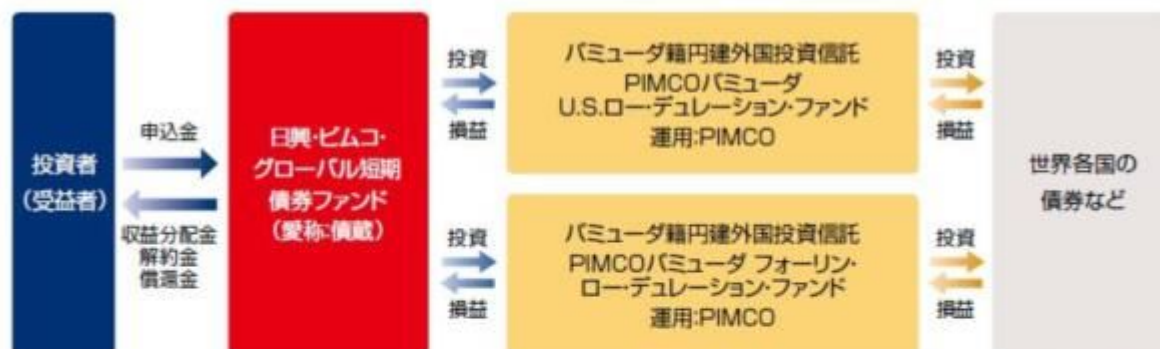 投資者
(受益者)
申込金
収益分配金
解約金
償還金
日興・ピムコ・
グローバル短期
債券ファンド
(愛称:債蔵)
投資
損益
投資
損益
バミューダ籍円建外国投資信託
PIMCOバミューダ
U.S.ロー・デュレーション・ファンド
運用:PIMCO
バミューダ籍円建外国投資信託
PIMCOバミューダ フォーリン・
ロー・デュレーション・ファンド
運用:PIMCO
投資
損益
投資
損益
世界各国の
債券など